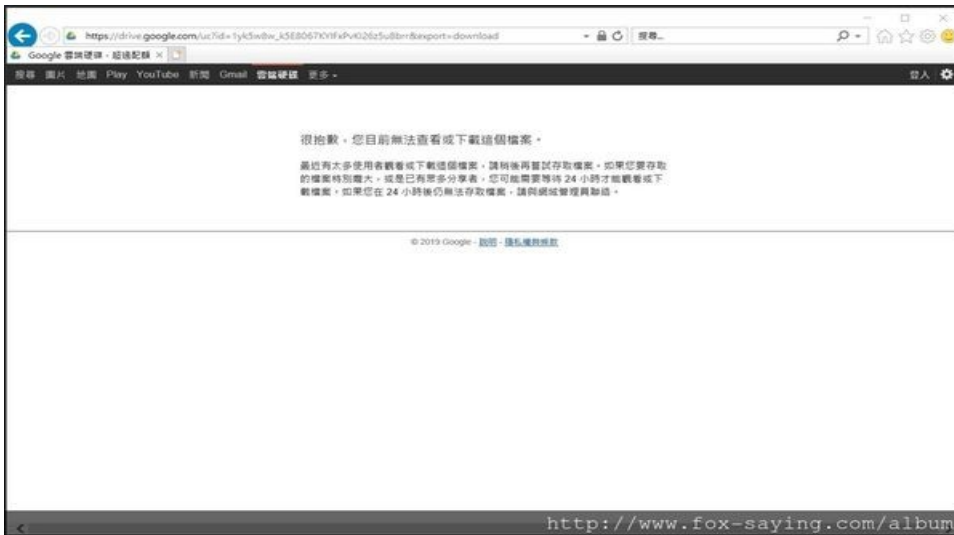 https://drive.google.com/uc?id=
搜尋...
Google 雲端硬碟 - 超過配額
搜尋 圖片 地圖 Play YouTube 新聞 Gmail 雲端硬碟 更多
登入
很抱歉，您目前無法查看或下載這個檔案。
最近有太多使用者觀看或下載這個檔案，請稍後再嘗試存取檔案。如果您要存取
的檔案特別龐大，或是已有眾多分享者，您可能需要等待 24 小時才能觀看或下
載檔案。如果您在 24 小時後仍無法存取檔案，請與網域管理員聯絡。
© 2019 Google - 說明 - 隱私權與條款
http://www.fox-saying.com/album